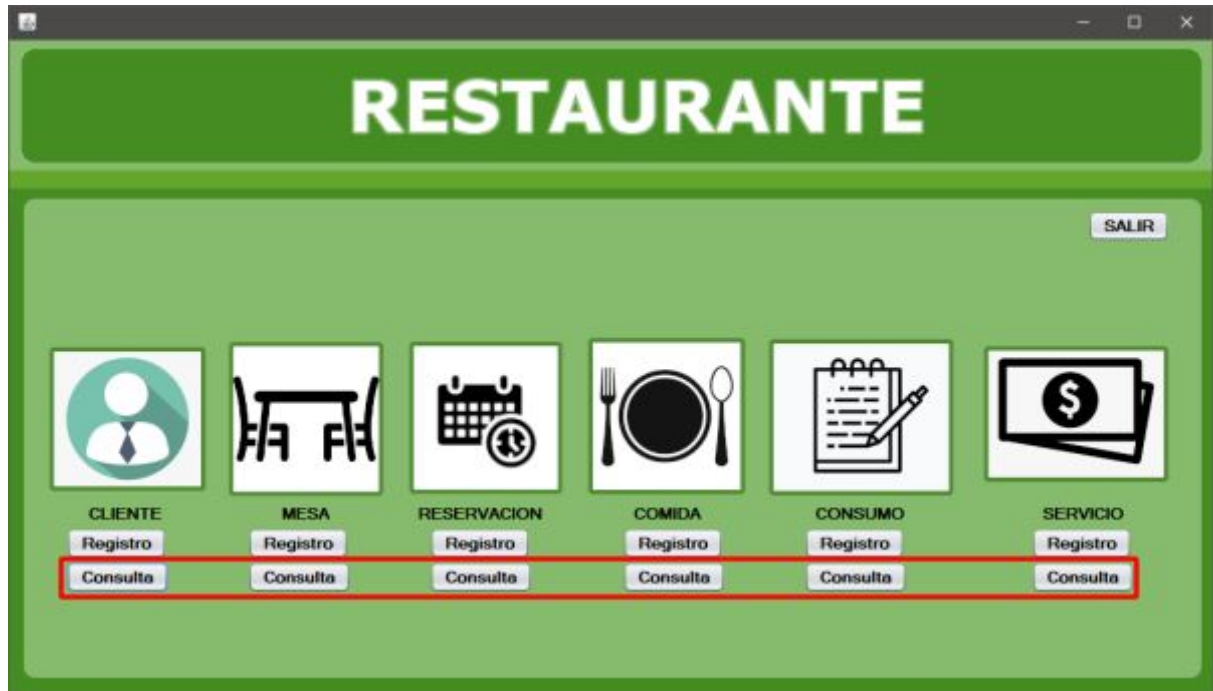 RESTAURANTE
SALIR
$
CLIENTE MESA RESERVACION COMIDA CONSUMO SERVICIO
Registro Registro Registro Registro Registro Registro
Consulta Consulta Consulta Consulta Consulta Consulta